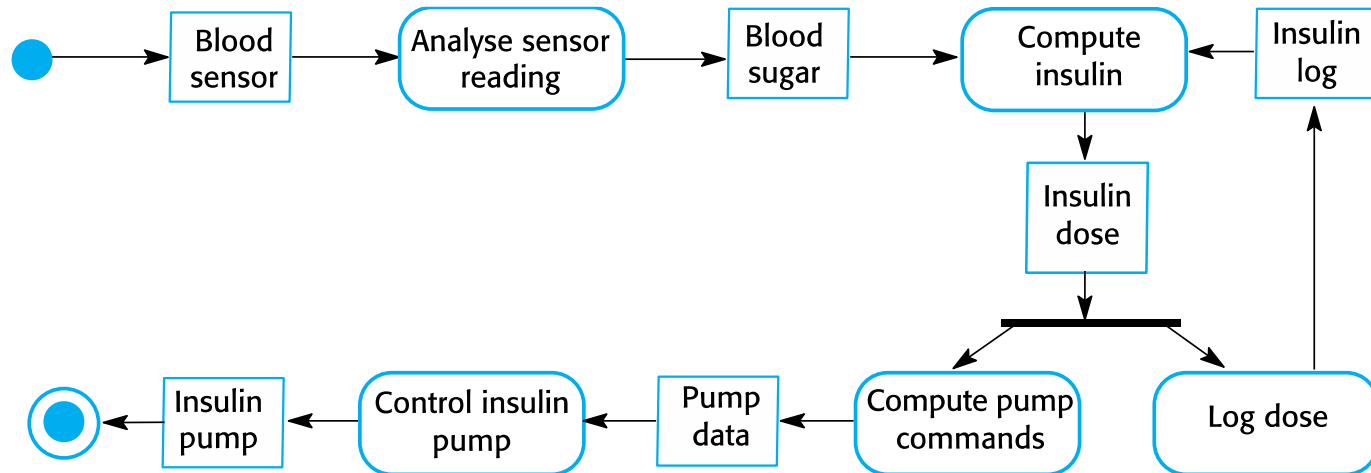 Blood
sensor
Analyse sensor
reading
Blood
sugar
Compute
insulin
Insulin
log
Insulin
dose
Insulin
pump
Control insulin
pump
Pump
data
Compute pump
commands
Log dose